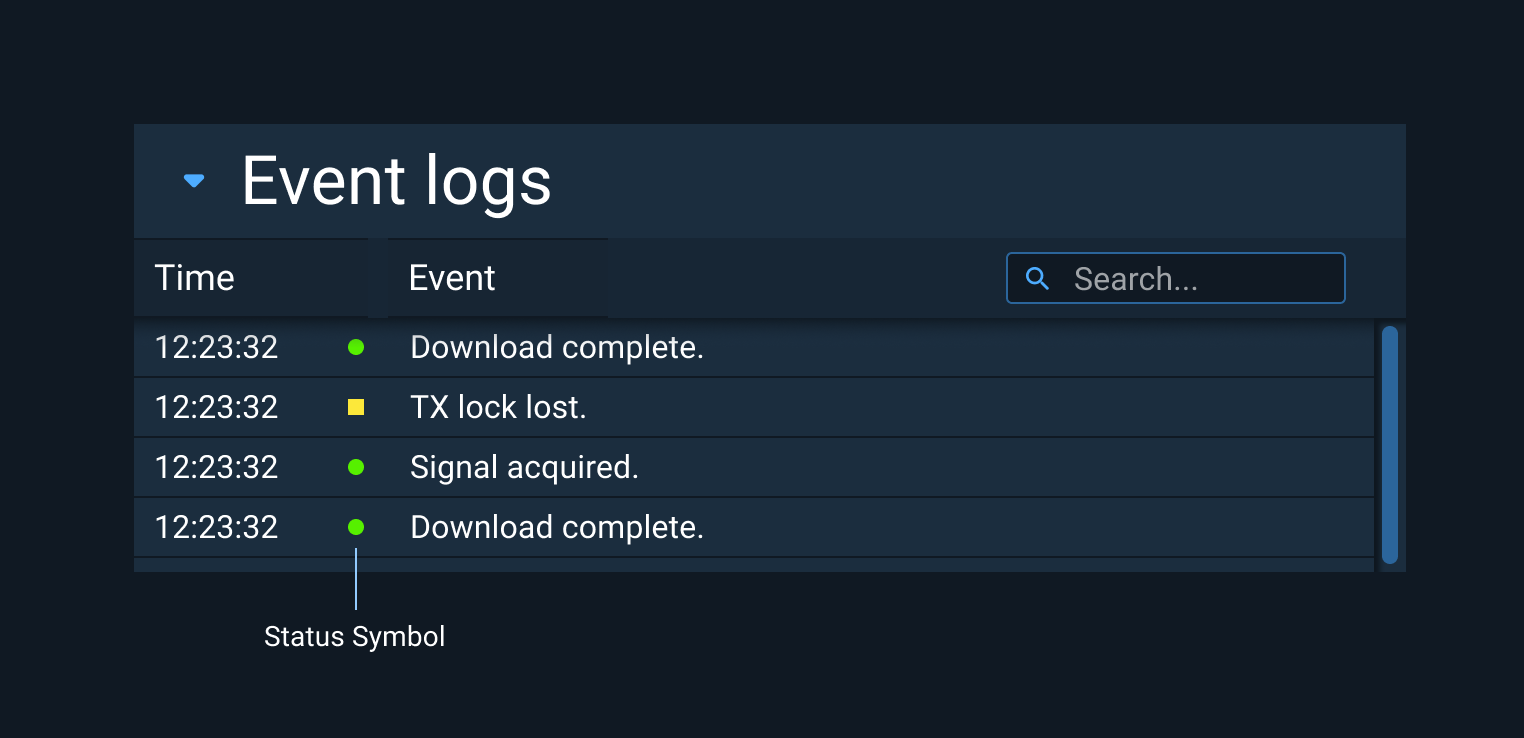 Event logs
Time Event Search...
12:23:32 Download complete.
12:23:32 TX lock lost.
12:23:32 Signal acquired.
12:23:32 Download complete.
Status Symbol